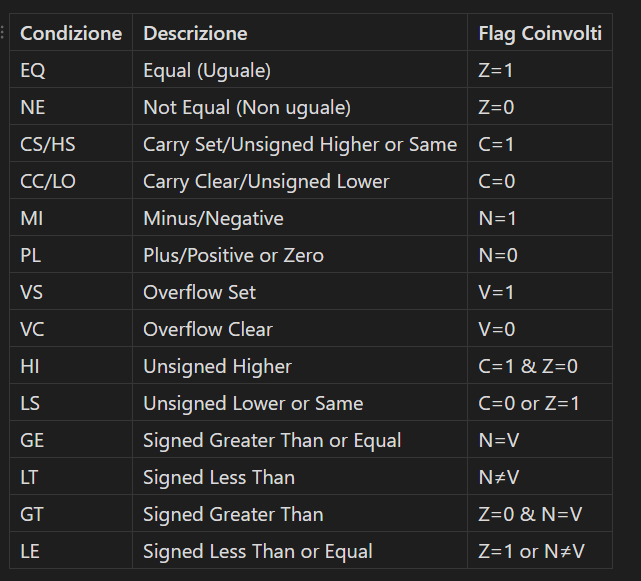 Condizione Descrizione Flag Coinvolti
EQ Equal (Uguale) Z=1
NE Not Equal (Non uguale) Z=0
CS/HS Carry Set/Unsigned Higher or Same C=1
CC/LO Carry Clear/Unsigned Lower C=0
MI Minus/Negative N=1
PL Plus/Positive or Zero N=0
VS Overflow Set V=1
VC Overflow Clear V=0
HI Unsigned Higher C=1 & Z=0
LS Unsigned Lower or Same C=0 or Z=1
GE Signed Greater Than or Equal N=V
LT Signed Less Than N≠V
GT Signed Greater Than Z=0 & N=V
LE Signed Less Than or Equal Z=1 or N≠V